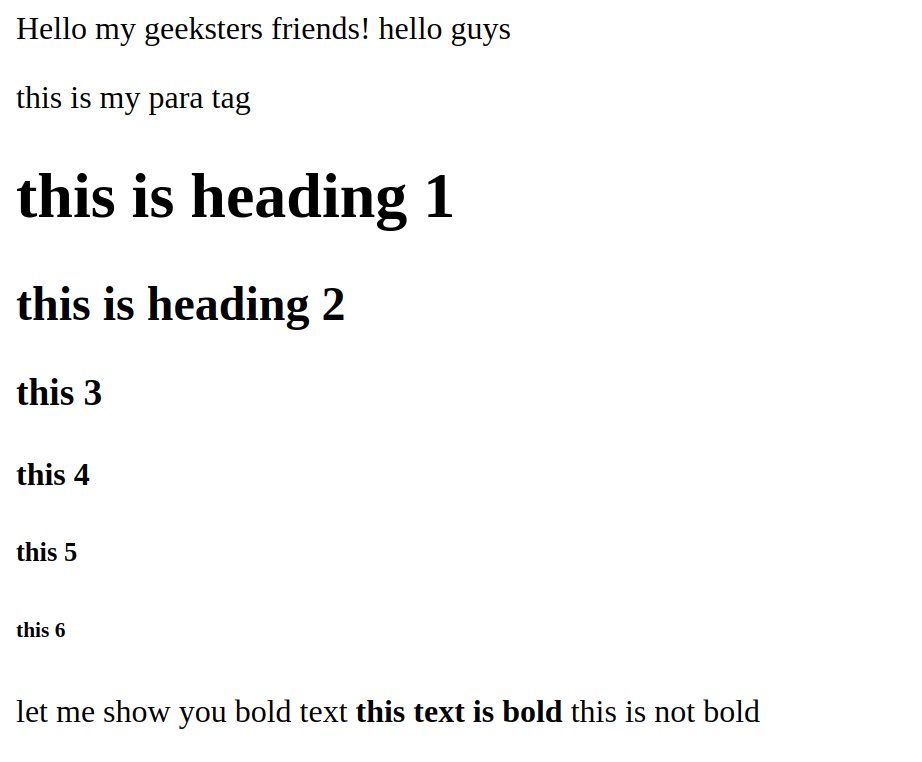 Hello my geeksters friends! hello guys
this is my para tag
this is heading 1
this is heading 2
this 3
this 4
this 5
this 6
let me show you bold text this text is bold this is not bold